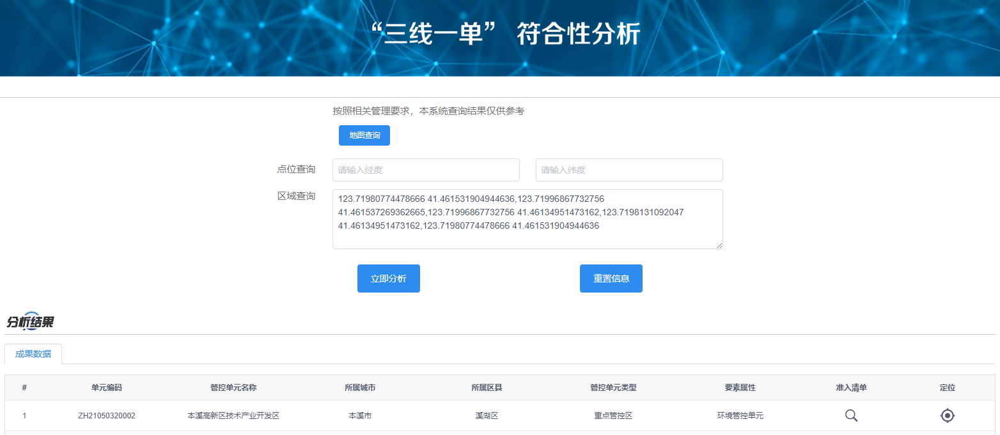 “三线一单” 符合性分析
按照相关管理要求，本系统查询结果仅供参考
地图查询
点位查询 请输入经度 请输入纬度
区域查询 123.71980774478666 41.461531904944636,123.71996867732756
41.461537269362665,123.71996867732756 41.46134951473162,123.7198131092047
41.46134951473162,123.71980774478666 41.461531904944636
立即分析 重置信息
分析结果
成果数据
# 单元编码 管控单元名称 所属城市 所属区县 管控单元类型 要素属性 准入清单 定位
1 ZH21050320002 本溪高新区技术产业开发区 本溪市 溪湖区 重点管控区 环境管控单元